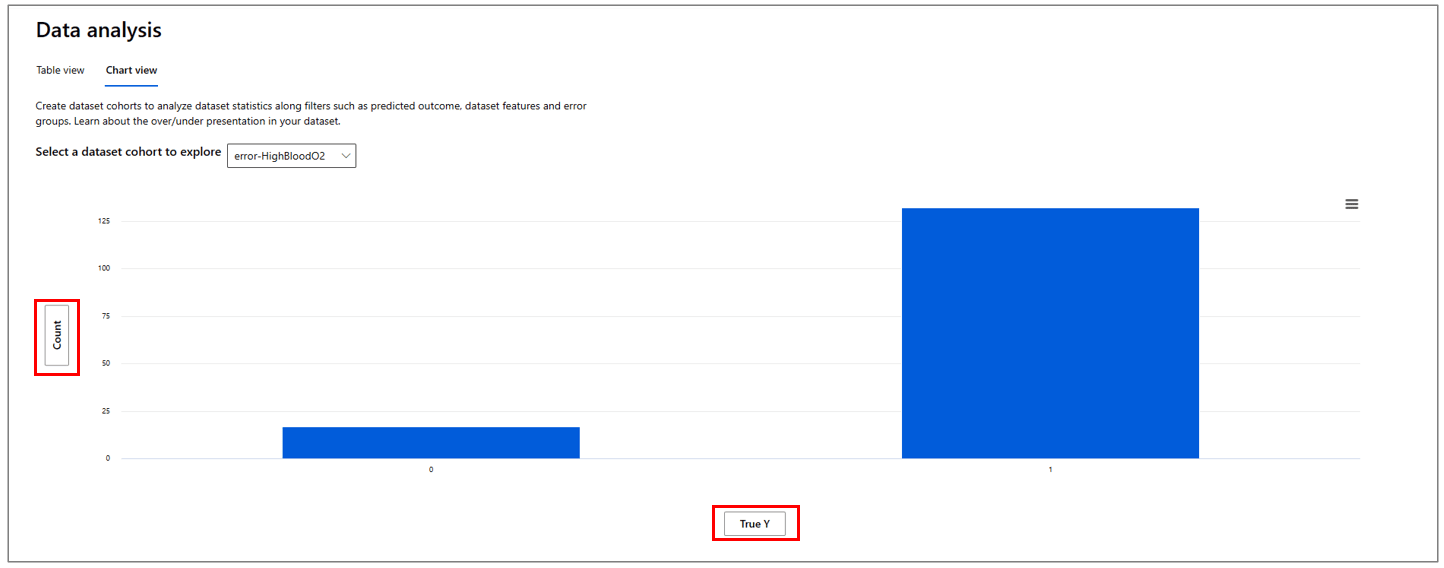 Data analysis
Table view Chart view
Create dataset cohorts to analyze dataset statistics along filters such as predicted outcome, dataset features and error
groups. Learn about the over/under presentation in your dataset.
Select a dataset cohort to explore error-HighBloodO2
125
100
75
50
25
0
Count
0 1
True Y